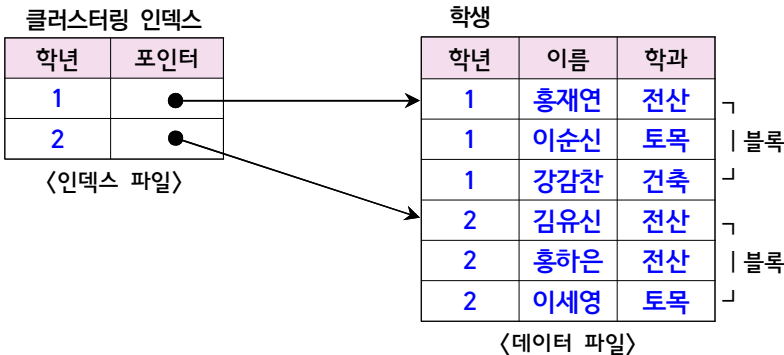 클러스터링 인덱스
학년 포인터
1
2
〈인덱스 파일〉
학생
학년 이름 학과
1 홍재연 전산
1 이순신 토목
1 강감찬 건축
2 김유신 전산
2 홍하은 전산
2 이세영 토목
블록
블록
〈데이터 파일〉